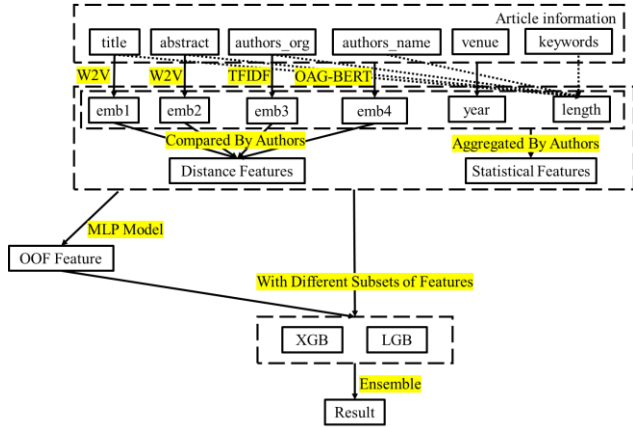 Article information
title abstract authors_org authors_name venue keywords
W2V W2V TFIDF OAG-BERT
emb1 emb2 emb3 emb4 year length
Compared By Authors Aggregated By Authors
Distance Features Statistical Features
MLP Model
OOF Feature
With Different Subsets of Features
XGB LGB
Ensemble
Result